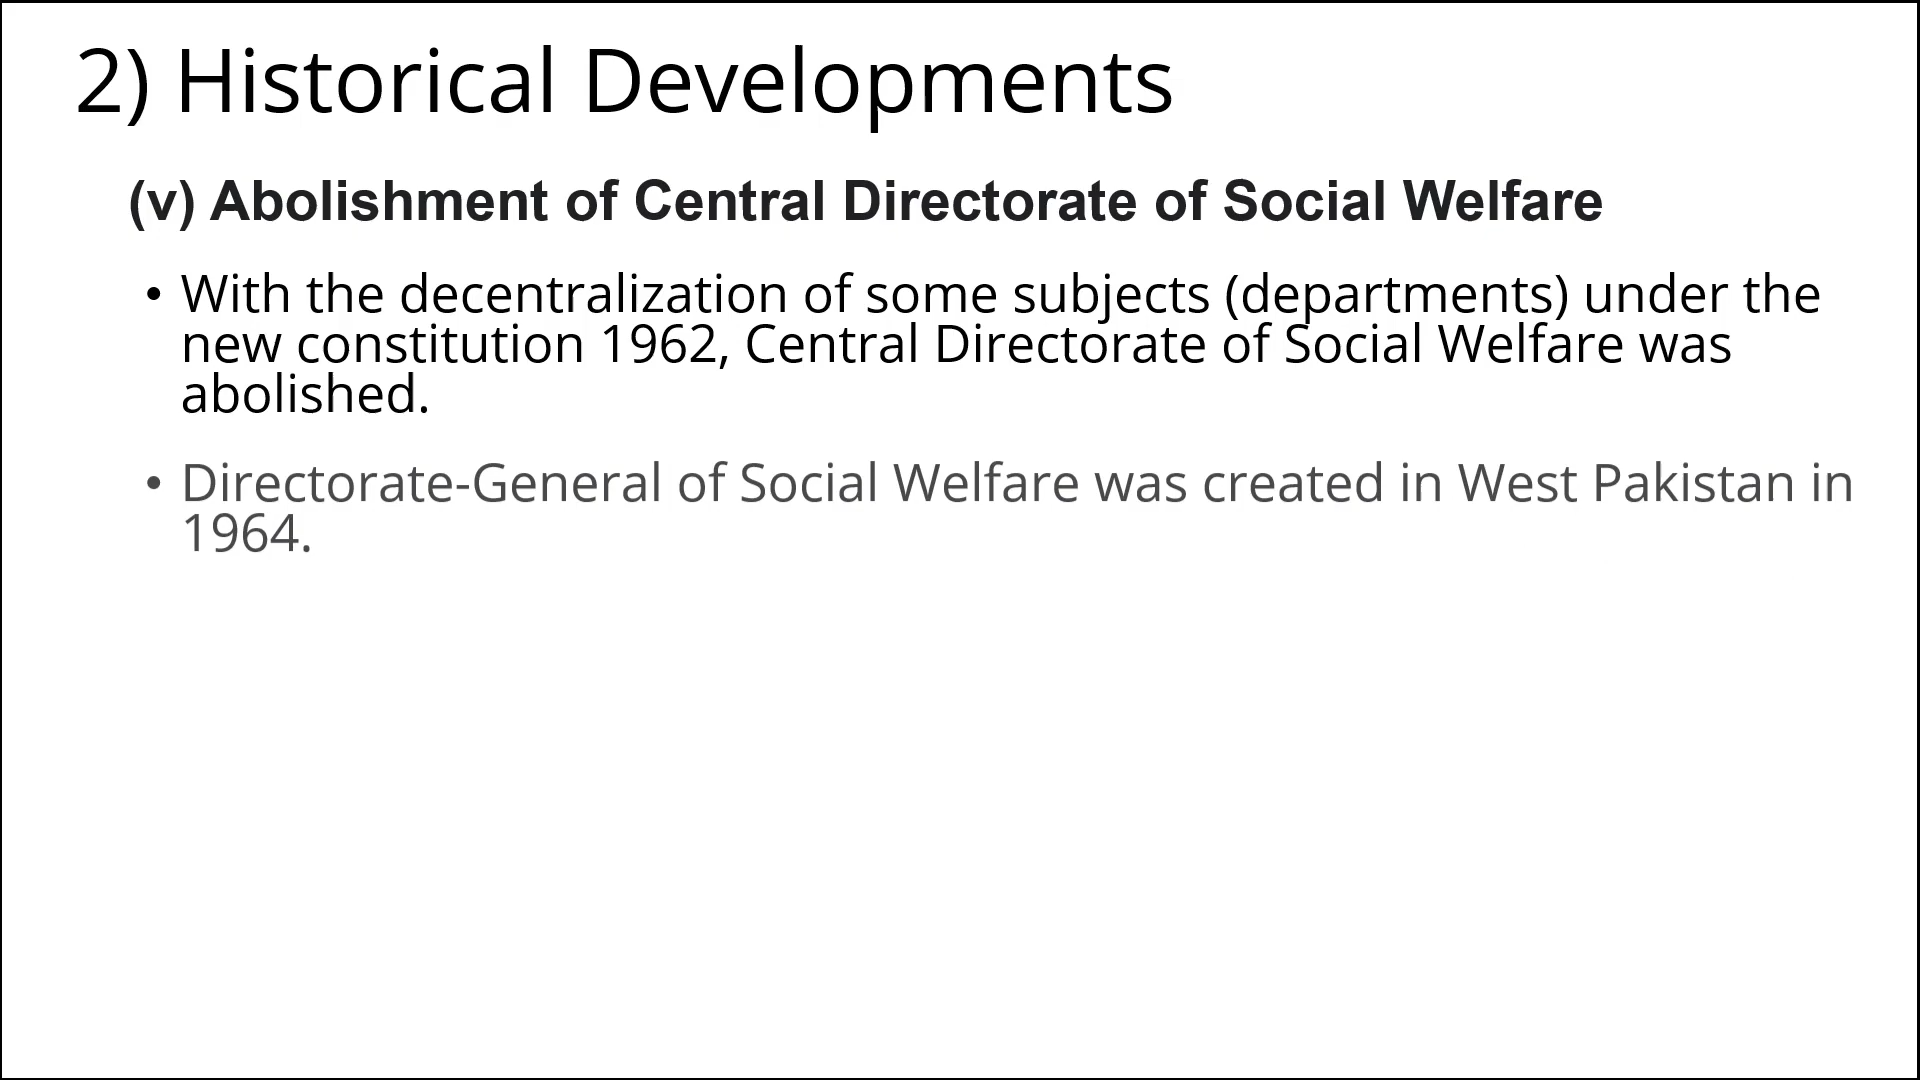 2) Historical Developments
(v) Abolishment of Central Directorate of Social Welfare
• With the decentralization of some subjects (departments) under the
new constitution 1962, Central Directorate of Social Welfare was
abolished.
• Directorate-General of Social Welfare was created in West Pakistan in
1964.